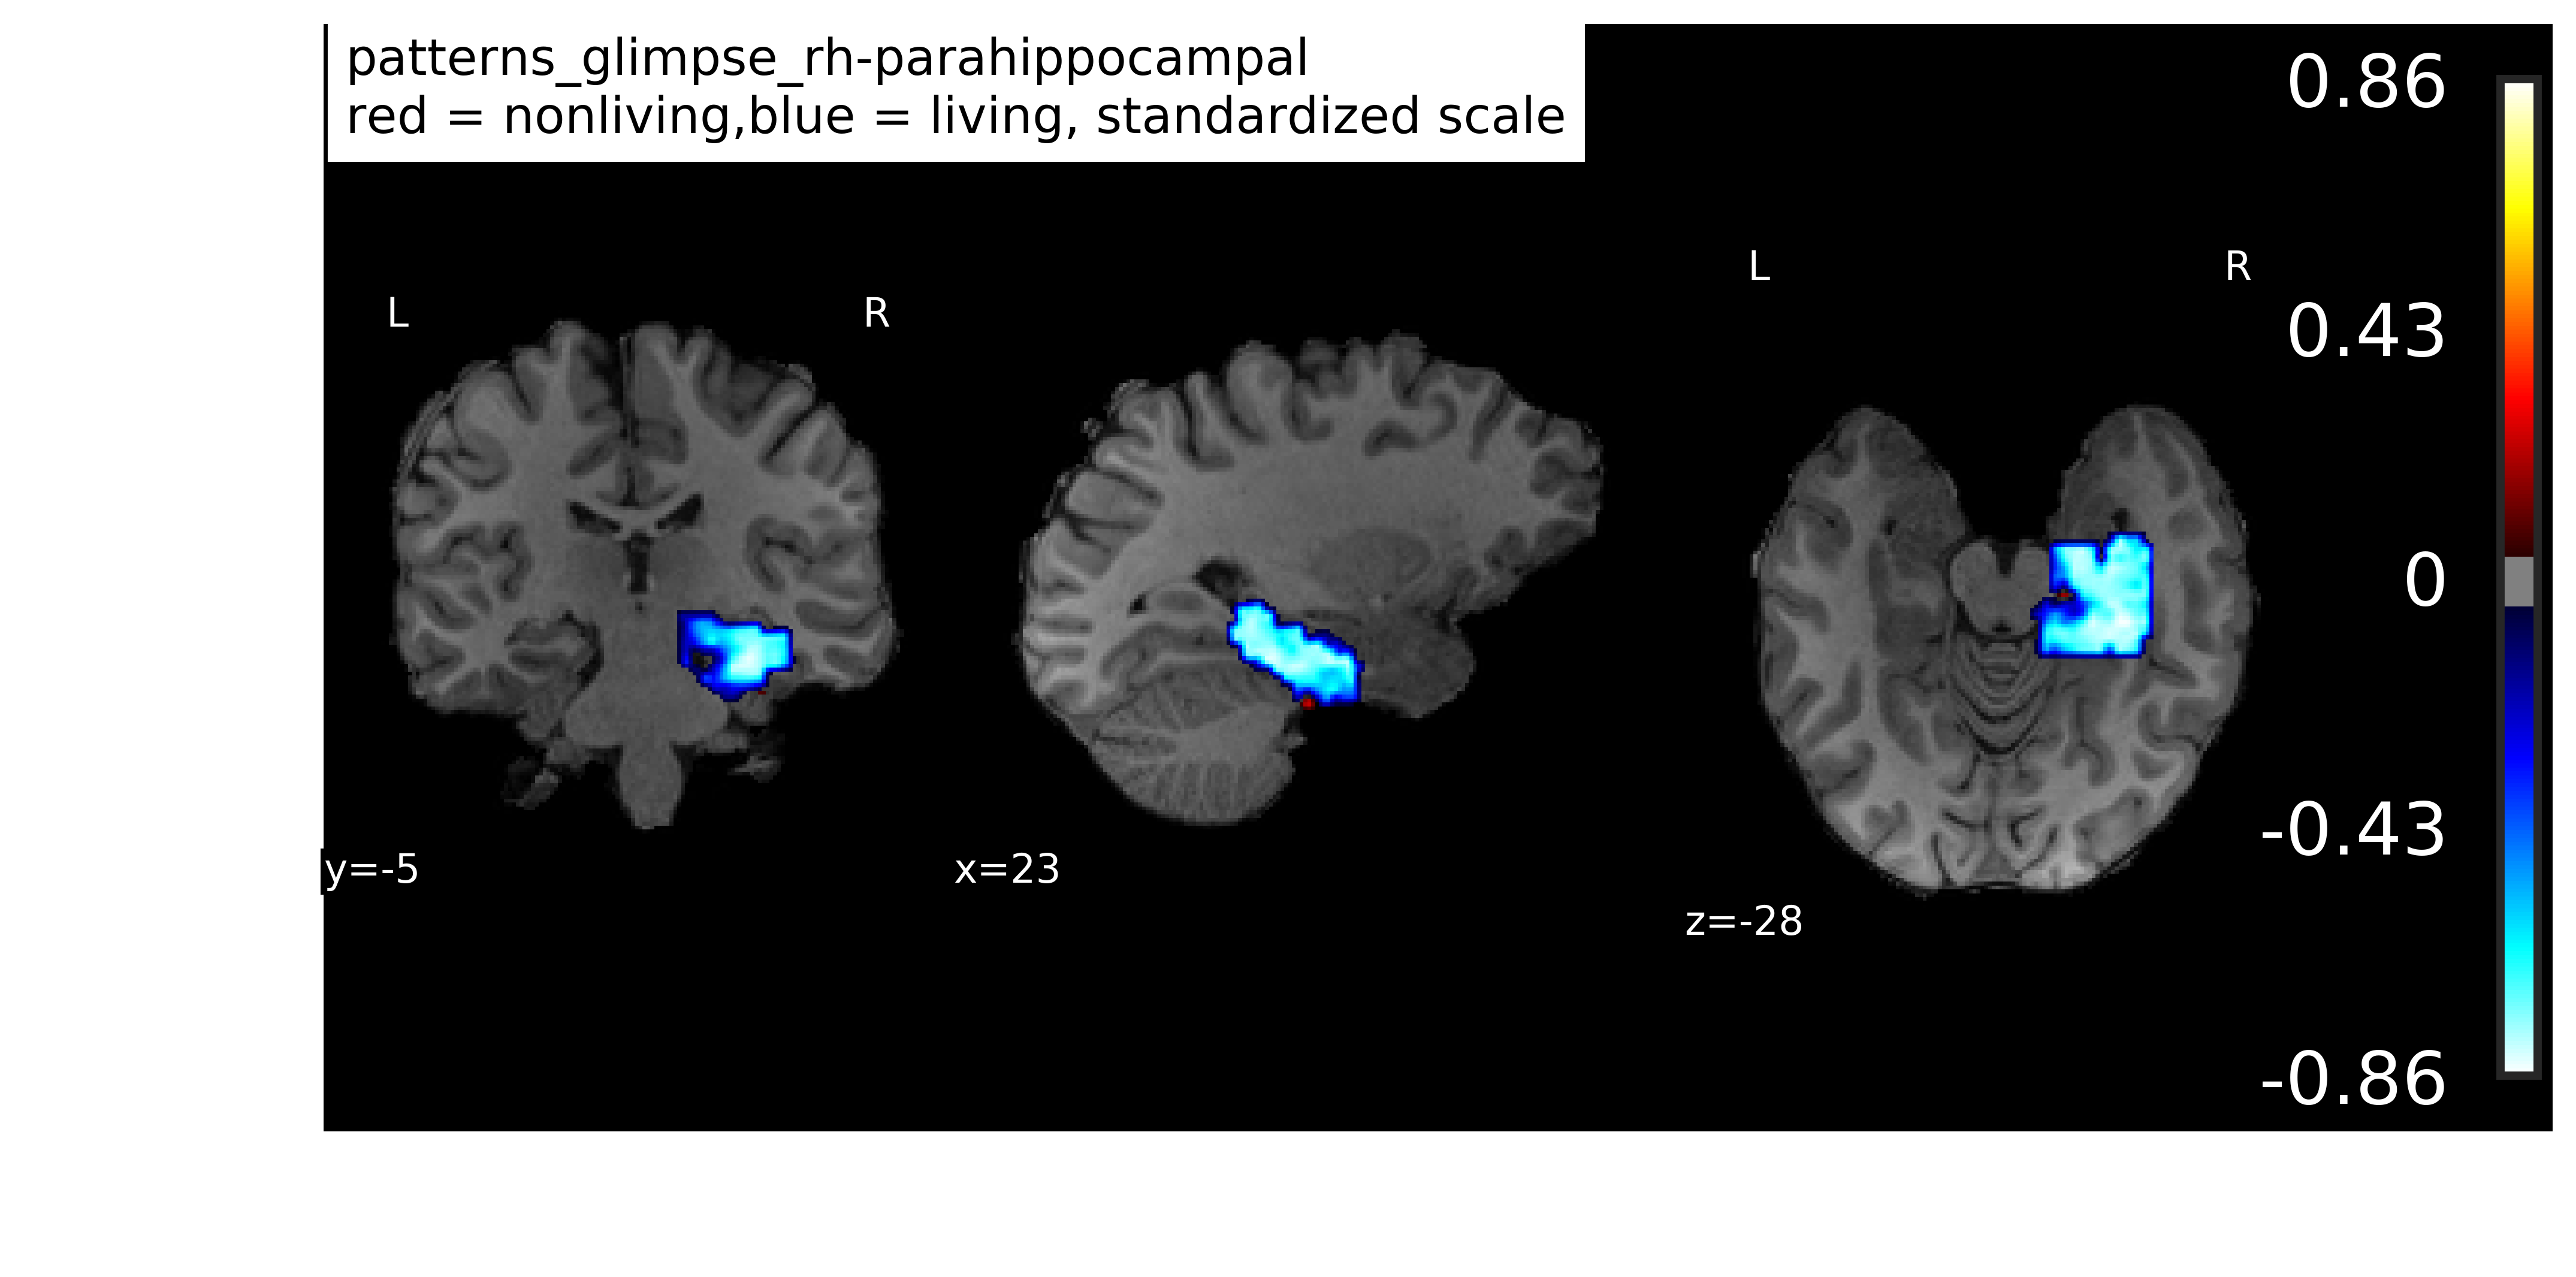 patterns_glimpse_rh-parahippocampal
red = nonliving,blue = living, standardized scale
L R
L R
y=-5
x=23
z=-28
0.86
0.43
0
-0.43
-0.86